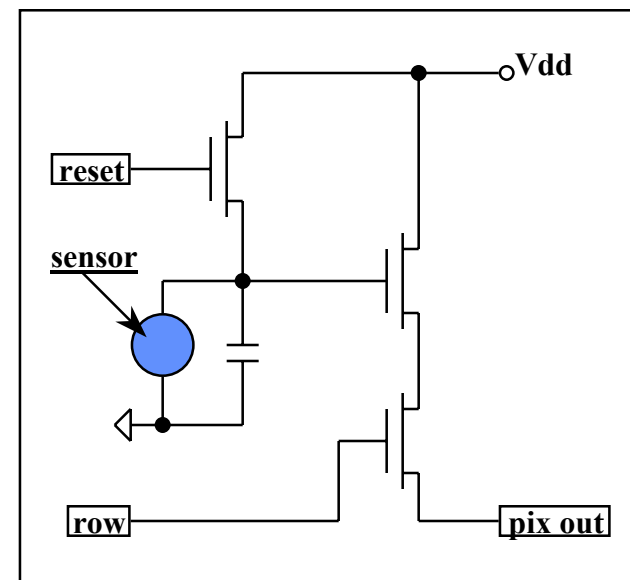 Vdd
reset
sensor
row
pix out